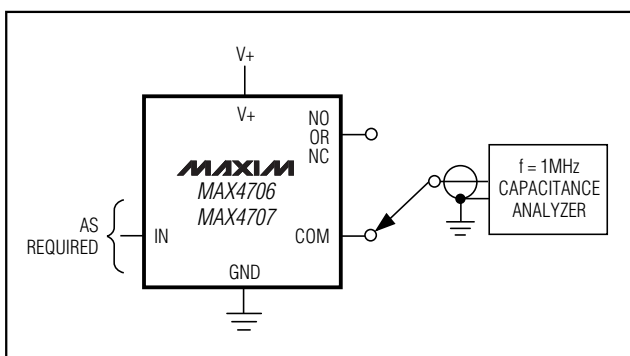 V+
V+
NO
OR
NC
MAXIM
MAX4706
MAX4707
AS
REQUIRED
IN
COM
GND
f = 1MHz
CAPACITANCE
ANALYZER